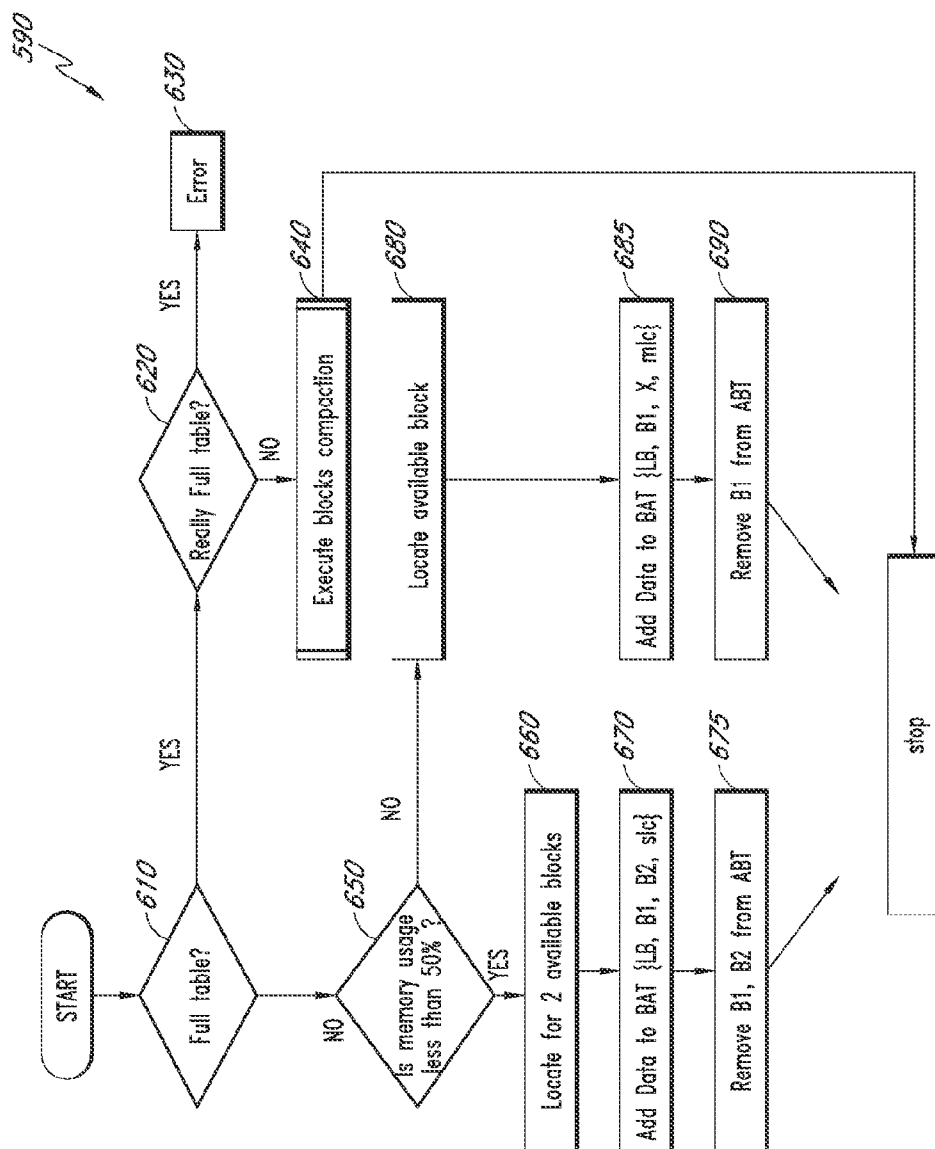 590
START
610
Full table?
YES
620
Really Full table?
YES
630
Error
NO
NO
640
Execute blocks compaction
650
Is memory usage
less than 50% ?
NO
680
Locate available block
YES
660
Locate for 2 available blocks
670
Add Data to BAT {LB, B1, B2, slc}
685
Add Data to BAT {LB, B1, X, mlc}
675
Remove B1, B2 from ABT
690
Remove B1 from ABT
stop